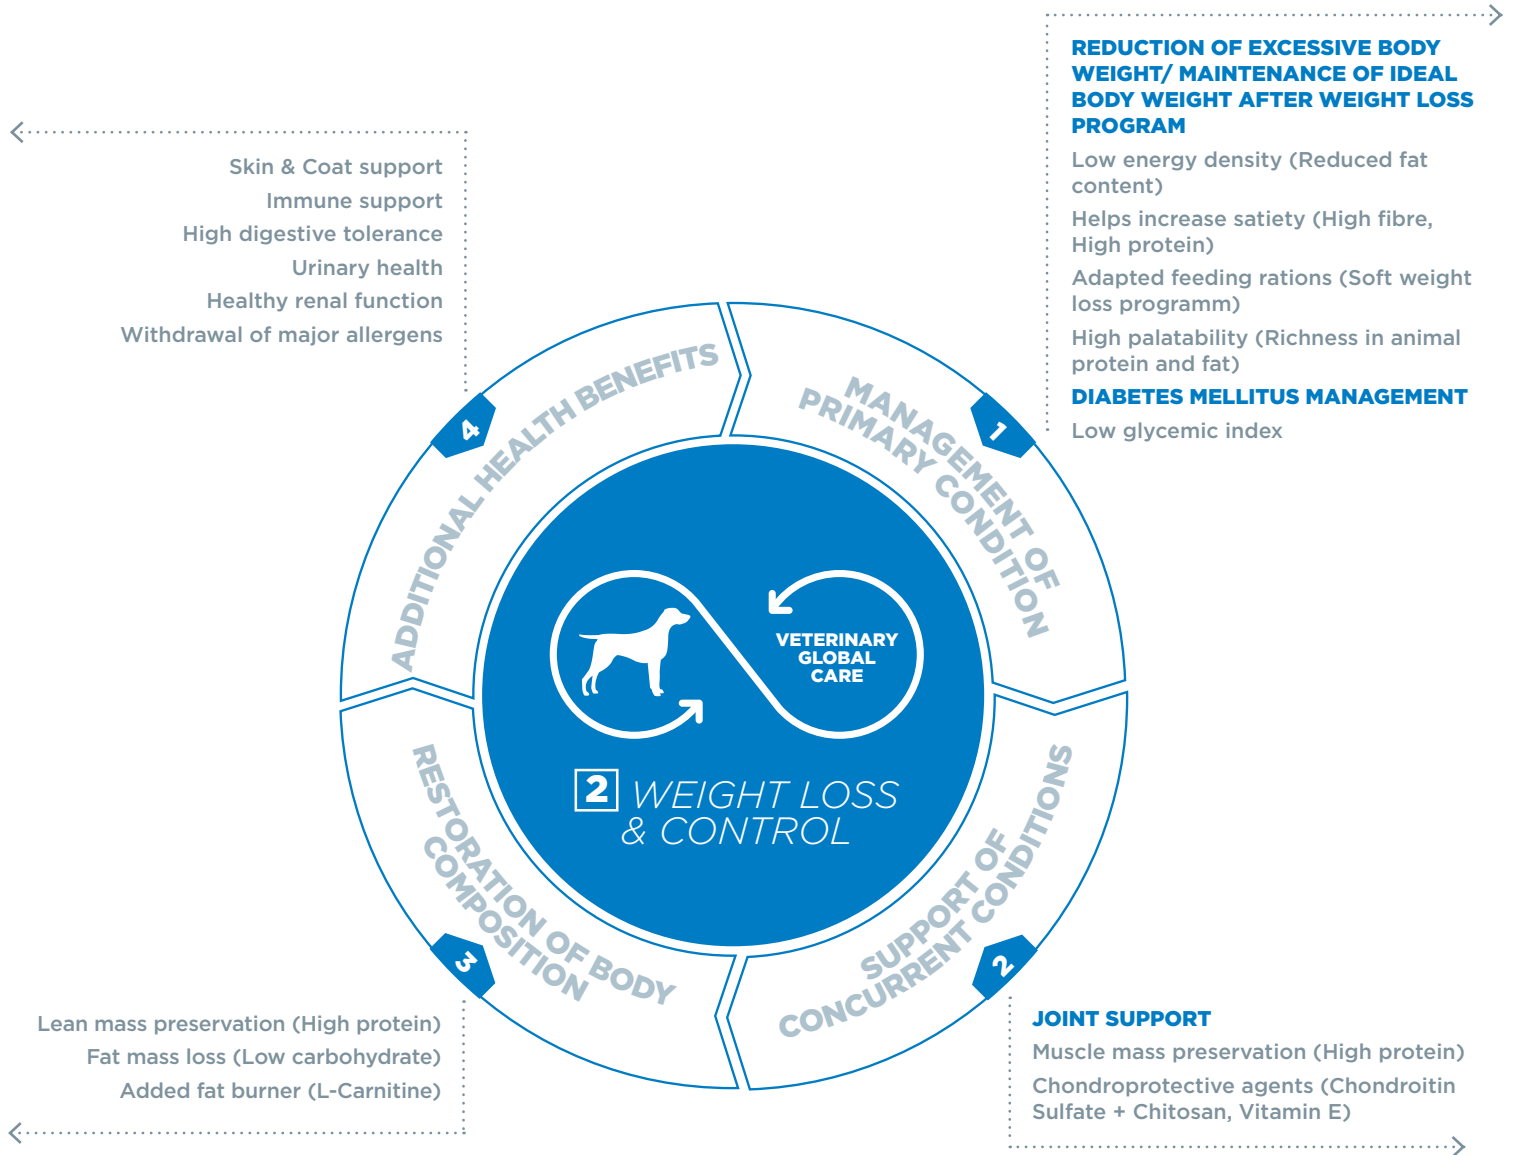 REDUCTION OF EXCESSIVE BODY
WEIGHT/ MAINTENANCE OF IDEAL
BODY WEIGHT AFTER WEIGHT LOSS
PROGRAM
Low energy density (Reduced fat
content)
Helps increase satiety (High fibre,
High protein)
Adapted feeding rations (Soft weight
loss programm)
High palatability (Richness in animal
protein and fat)
DIABETES MELLITUS MANAGEMENT
Low glycemic index
Skin & Coat support
Immune support
High digestive tolerance
Urinary health
Healthy renal function
Withdrawal of major allergens
4
ADDITIONAL HEALTH BENEFITS
1
MANAGEMENT OF
PRIMARY CONDITION
VETERINARY
GLOBAL
CARE
2 WEIGHT LOSS
& CONTROL
3
RESTORATION OF BODY
COMPOSITION
2
SUPPORT OF
CONCURRENT CONDITIONS
Lean mass preservation (High protein)
Fat mass loss (Low carbohydrate)
Added fat burner (L-Carnitine)
JOINT SUPPORT
Muscle mass preservation (High protein)
Chondroprotective agents (Chondroitin
Sulfate + Chitosan, Vitamin E)